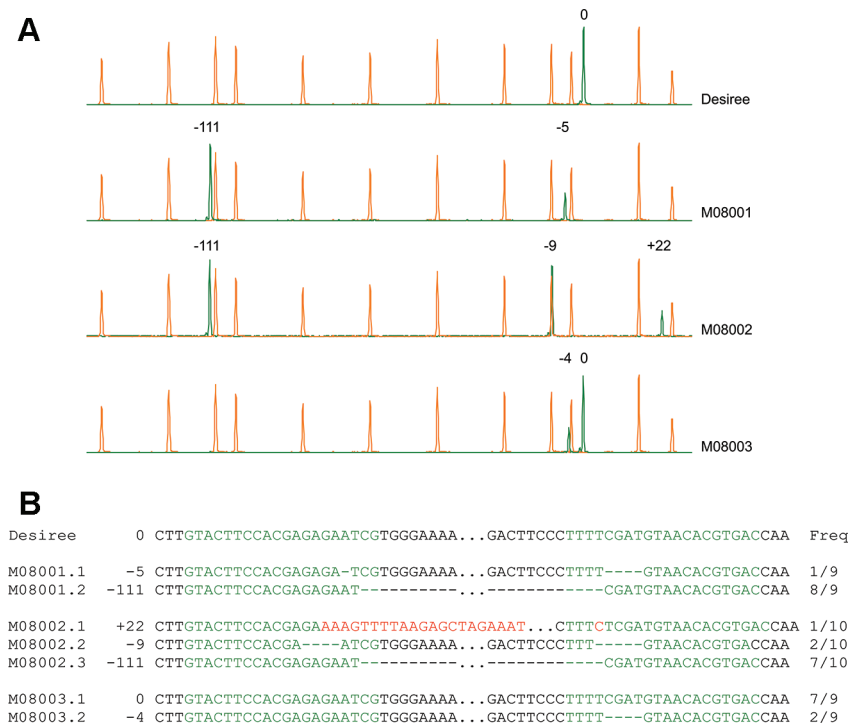 A
0
Desiree
-111 -5
M08001
-111 -9 +22
M08002
-4 0
M08003
B
Desiree 0 CTTGTACTTCCACGAGAGAATCGTGGGAAAA...GACTTCCCTTTTCGATGTAACACGTGACCAA Freq
M08001.1 -5 CTTGTACTTCCACGAGAGA-TCGTGGGAAAA...GACTTCCCTTTT----GTAACACGTGACCAA 1/9
M08001.2 -111 CTTGTACTTCCACGAGAGAAT----------...------------CGATGTAACACGTGACCAA 8/9
M08002.1 +22 CTTGTACTTCCACGAGAAAAGTTTTAAGAGCTAGAAAT...CTTTCTCGATGTAACACGTGACCAA 1/10
M08002.2 -9 CTTGTACTTCCACGA----ATCGTGGGAAAA...GACTTCCCTTT-----GTAACACGTGACCAA 2/10
M08002.3 -111 CTTGTACTTCCACGAGAGAAT----------...------------CGATGTAACACGTGACCAA 7/10
M08003.1 0 CTTGTACTTCCACGAGAGAATCGTGGGAAAA...GACTTCCCTTTTCGATGTAACACGTGACCAA 7/9
M08003.2 -4 CTTGTACTTCCACGAGAGAATCGTGGGAAAA...GACTTCCCTTTT----GTAACACGTGACCAA 2/9